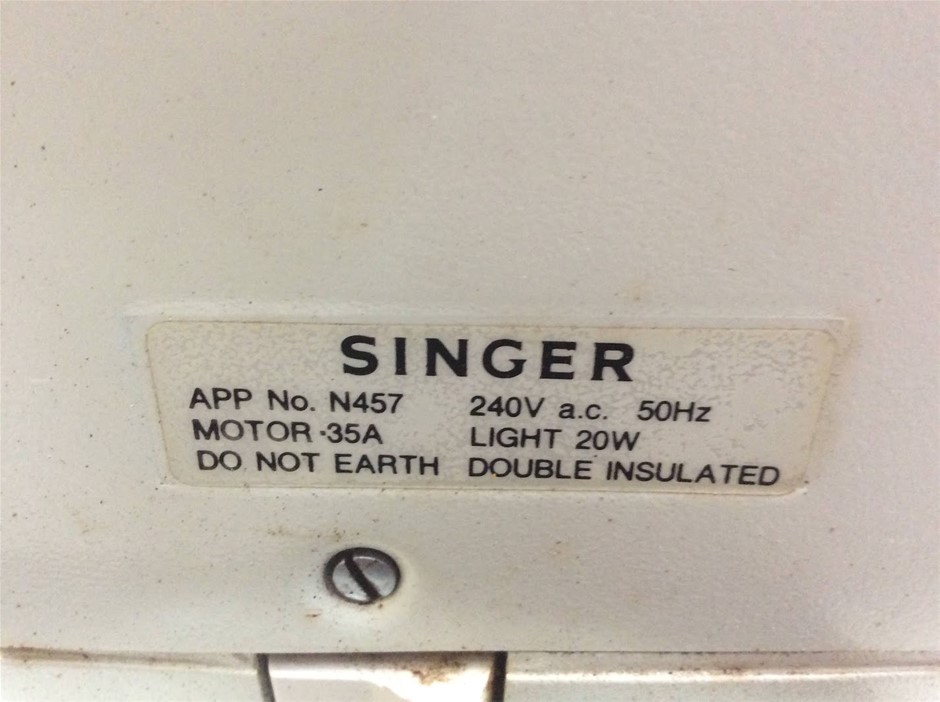 SINGER
APP No. N457 240V a.c. 50Hz
MOTOR ·35A LIGHT 20W
DO NOT EARTH DOUBLE INSULATED